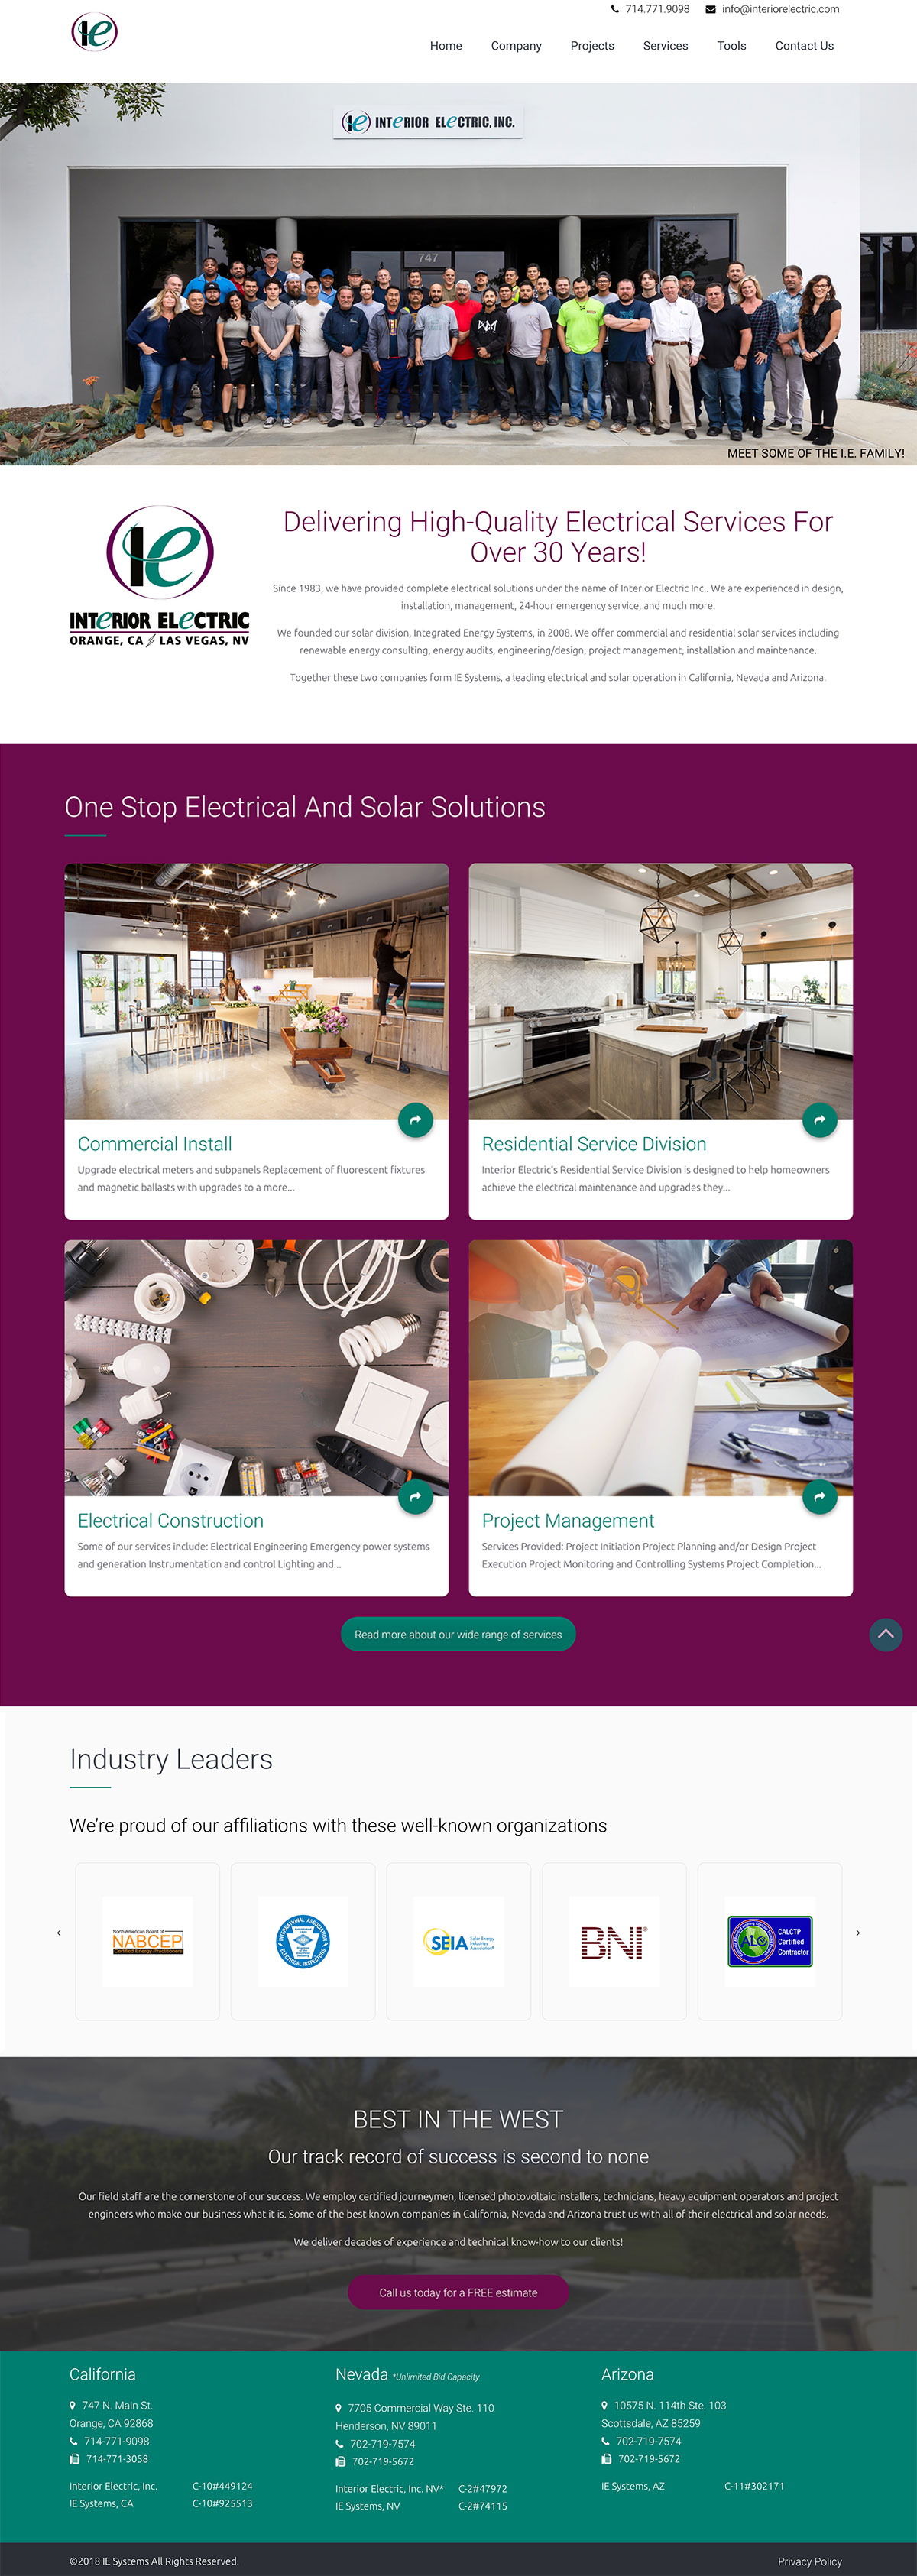 714.771.9098 info@interiorelectric.com
IE
Home Company Projects Services Tools Contact Us
IE INTERIOR ELECTRIC, INC.
747
MEET SOME OF THE I.E. FAMILY!
IE
INTERIOR ELECTRIC
ORANGE, CA LAS VEGAS, NV
Delivering High-Quality Electrical Services For
Over 30 Years!
Since 1983, we have provided complete electrical solutions under the name of Interior Electric Inc.. We are experienced in design,
installation, management, 24-hour emergency service, and much more.
We founded our solar division, Integrated Energy Systems, in 2008. We offer commercial and residential solar services including
renewable energy consulting, energy audits, engineering/design, project management, installation and maintenance.
Together these two companies form IE Systems, a leading electrical and solar operation in California, Nevada and Arizona.
One Stop Electrical And Solar Solutions
Commercial Install
Upgrade electrical meters and subpanels Replacement of fluorescent fixtures
and magnetic ballasts with upgrades to a more...
Residential Service Division
Interior Electric's Residential Service Division is designed to help homeowners
achieve the electrical maintenance and upgrades they...
Electrical Construction
Some of our services include: Electrical Engineering Emergency power systems
and generation Instrumentation and control Lighting and...
Project Management
Services Provided: Project Initiation Project Planning and/or Design Project
Execution Project Monitoring and Controlling Systems Project Completion...
Read more about our wide range of services
Industry Leaders
We're proud of our affiliations with these well-known organizations
North American Board of
NABCEP
Certified Energy Practitioners
INTERNATIONAL ASSOCIATION
ELECTRICAL INSPECTORS
SEIA Solar Energy
Industries
Association®
BNI®
ALC
CALCTP
Certified
Contractor
BEST IN THE WEST
Our track record of success is second to none
Our field staff are the cornerstone of our success. We employ certified journeymen, licensed photovoltaic installers, technicians, heavy equipment operators and project
engineers who make our business what it is. Some of the best known companies in California, Nevada and Arizona trust us with all of their electrical and solar needs.
We deliver decades of experience and technical know-how to our clients!
Call us today for a FREE estimate
California
747 N. Main St.
Orange, CA 92868
714-771-9098
714-771-3058
Interior Electric, Inc. C-10#449124
IE Systems, CA C-10#925513
Nevada *Unlimited Bid Capacity
7705 Commercial Way Ste. 110
Henderson, NV 89011
702-719-7574
702-719-5672
Interior Electric, Inc. NV* C-2#47972
IE Systems, NV C-2#74115
Arizona
10575 N. 114th Ste. 103
Scottsdale, AZ 85259
702-719-7574
702-719-5672
IE Systems, AZ C-11#302171
©2018 IE Systems All Rights Reserved. Privacy Policy